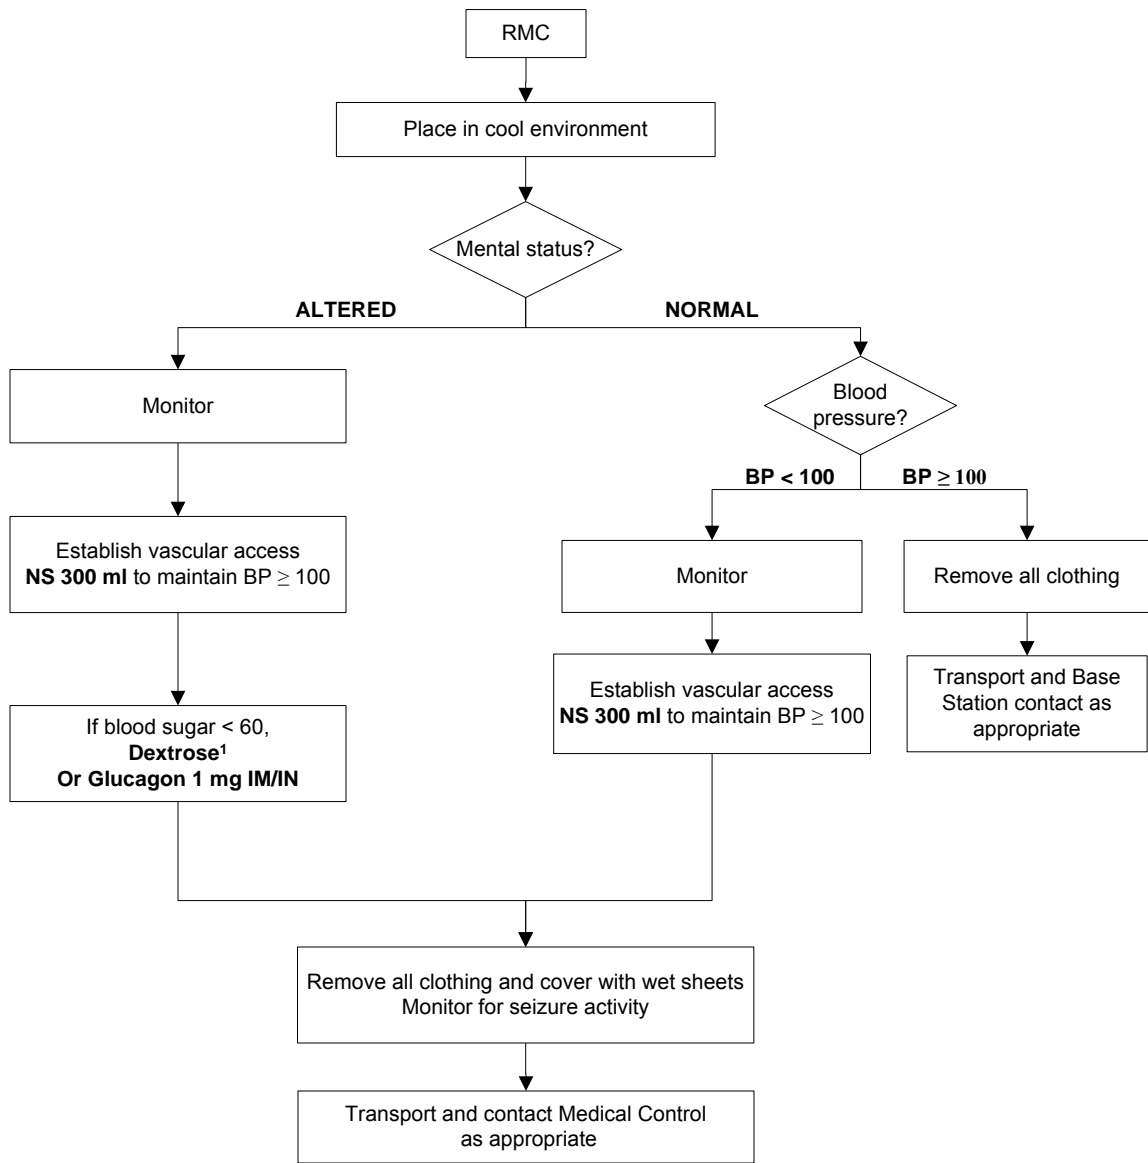 RMC
Place in cool environment
Mental status?
ALTERED
NORMAL
Monitor
Blood
pressure?
BP < 100
BP ≥ 100
Establish vascular access
NS 300 ml to maintain BP ≥ 100
Monitor
Remove all clothing
Establish vascular access
NS 300 ml to maintain BP ≥ 100
Transport and Base
Station contact as
appropriate
If blood sugar < 60,
Dextrose¹
Or Glucagon 1 mg IM/IN
Remove all clothing and cover with wet sheets
Monitor for seizure activity
Transport and contact Medical Control
as appropriate